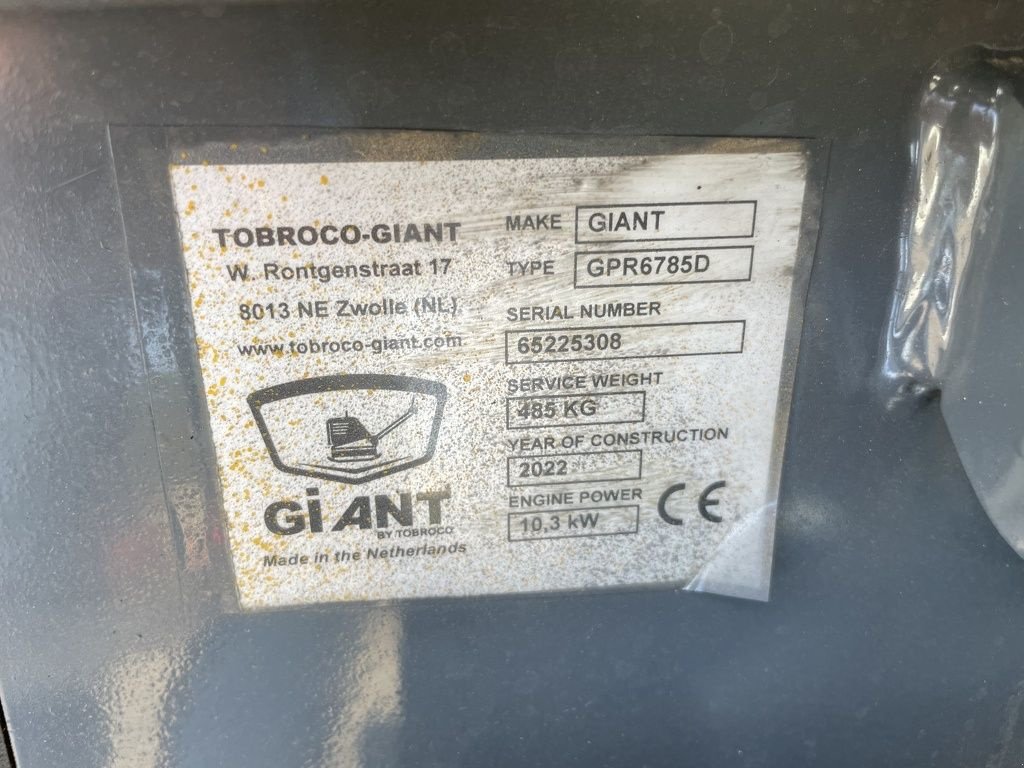 TOBROCO-GIANT
W. Rontgenstraat 17
8013 NE Zwolle (NL)
www.tobroco-giant.com
GiANT
BY TOBROCO
Made in the Netherlands
MAKE GIANT
TYPE GPR6785D
SERIAL NUMBER
65225308
SERVICE WEIGHT
485 KG
YEAR OF CONSTRUCTION
2022
ENGINE POWER
10,3 kW
CE